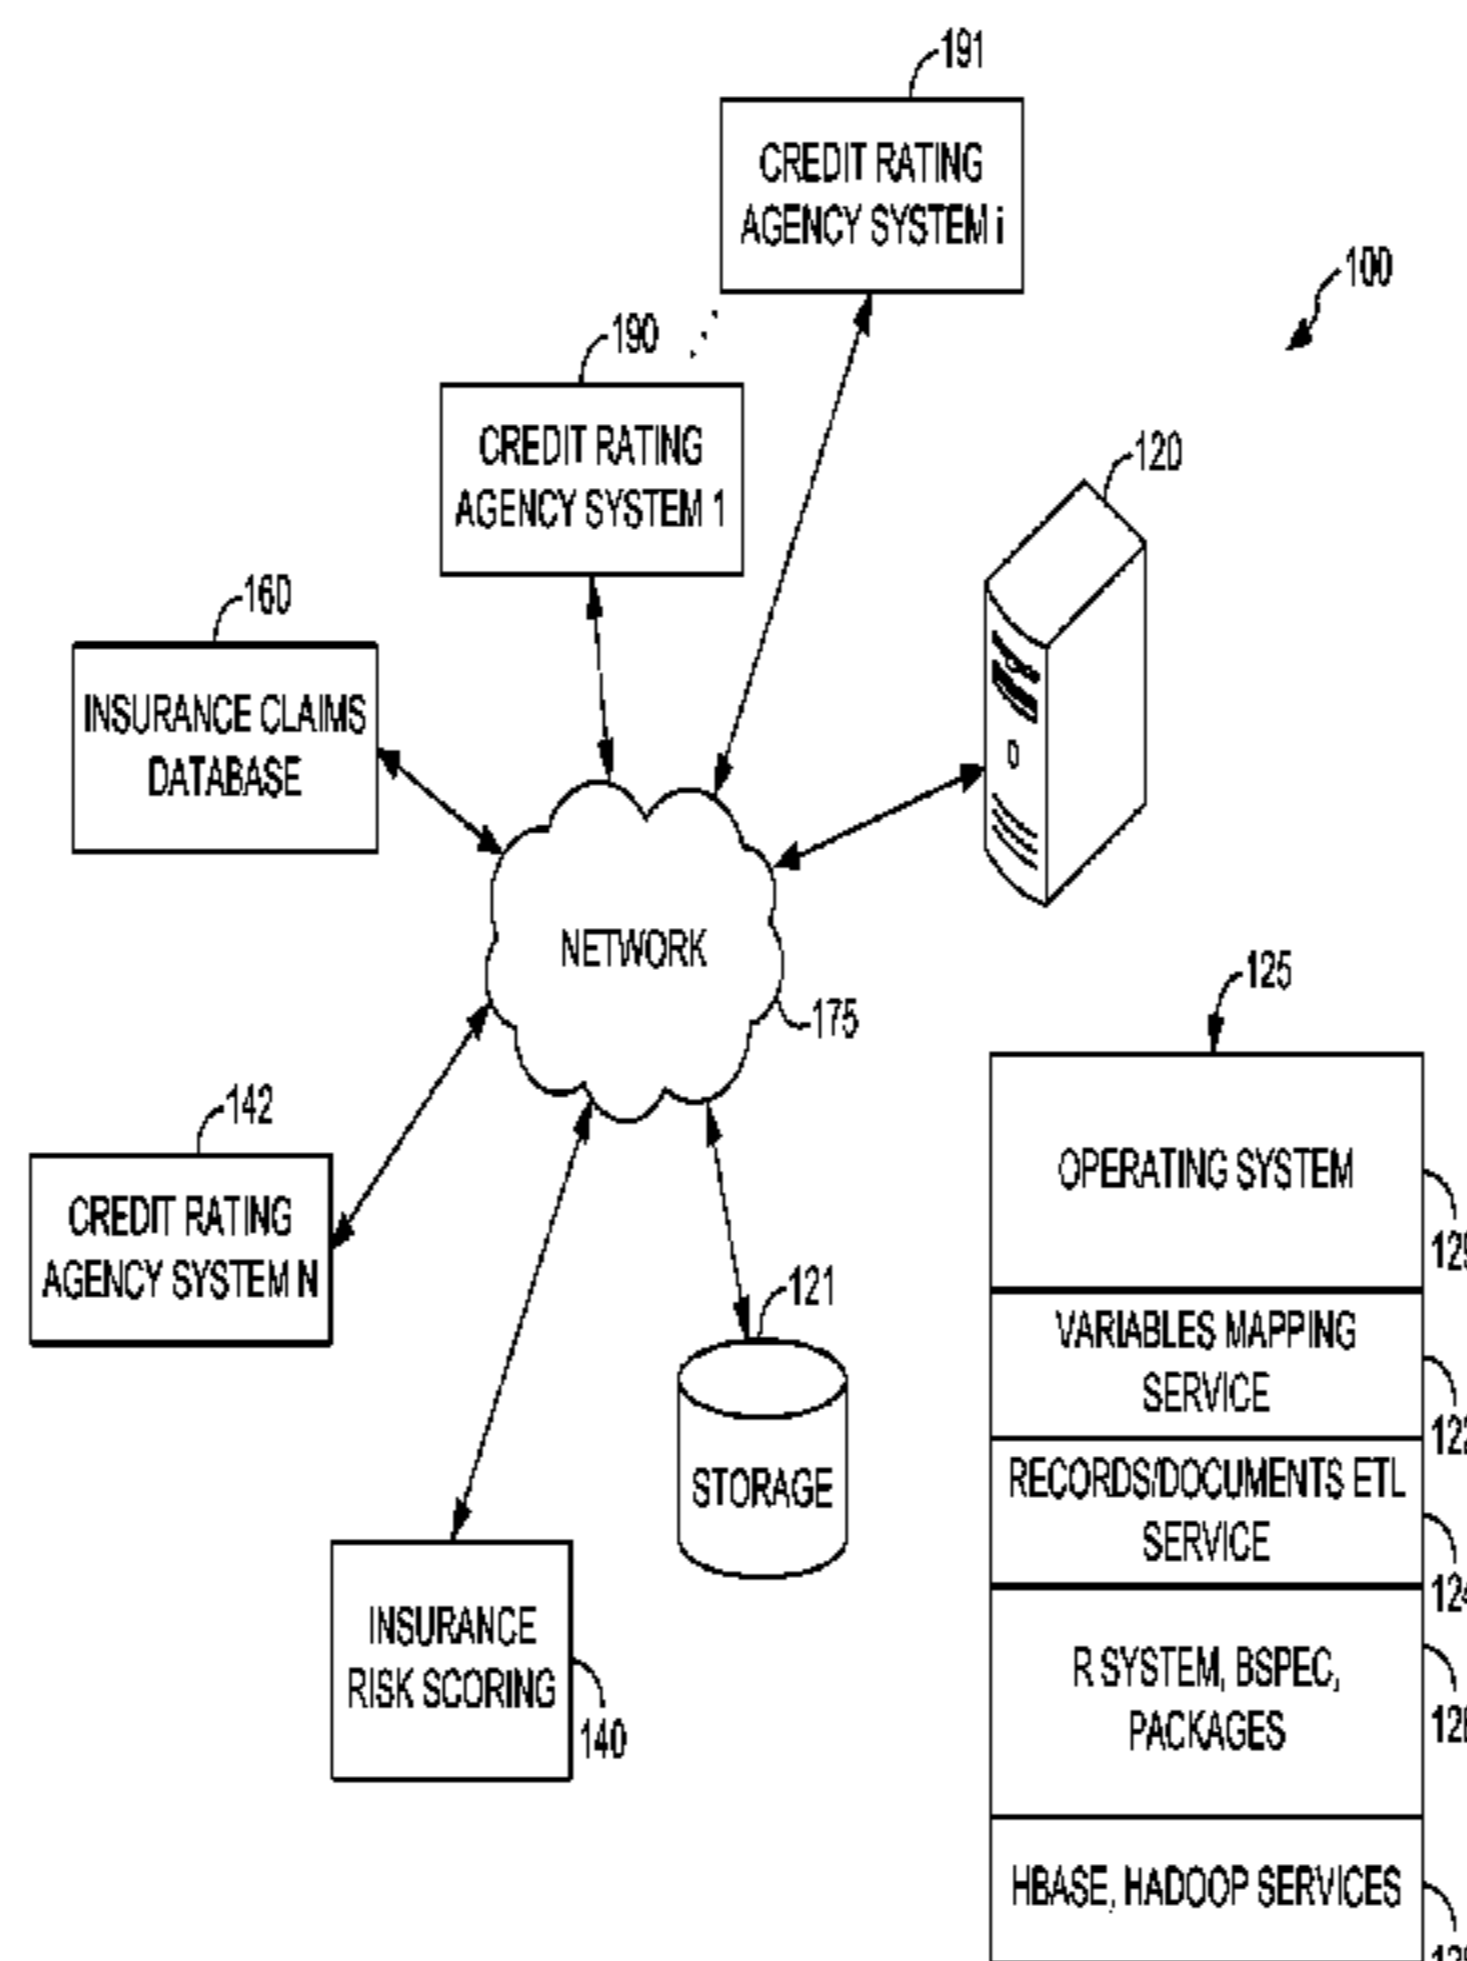 191
CREDIT RATING
AGENCY SYSTEM i
100
190
CREDIT RATING
AGENCY SYSTEM 1
120
160
INSURANCE CLAIMS
DATABASE
NETWORK
175
125
142
CREDIT RATING
AGENCY SYSTEM N
OPERATING SYSTEM
121
STORAGE
VARIABLES MAPPING
SERVICE
RECORDS/DOCUMENTS ETL
SERVICE
INSURANCE
RISK SCORING
140
R SYSTEM, BSPEC,
PACKAGES
HBASE, HADOOP SERVICES